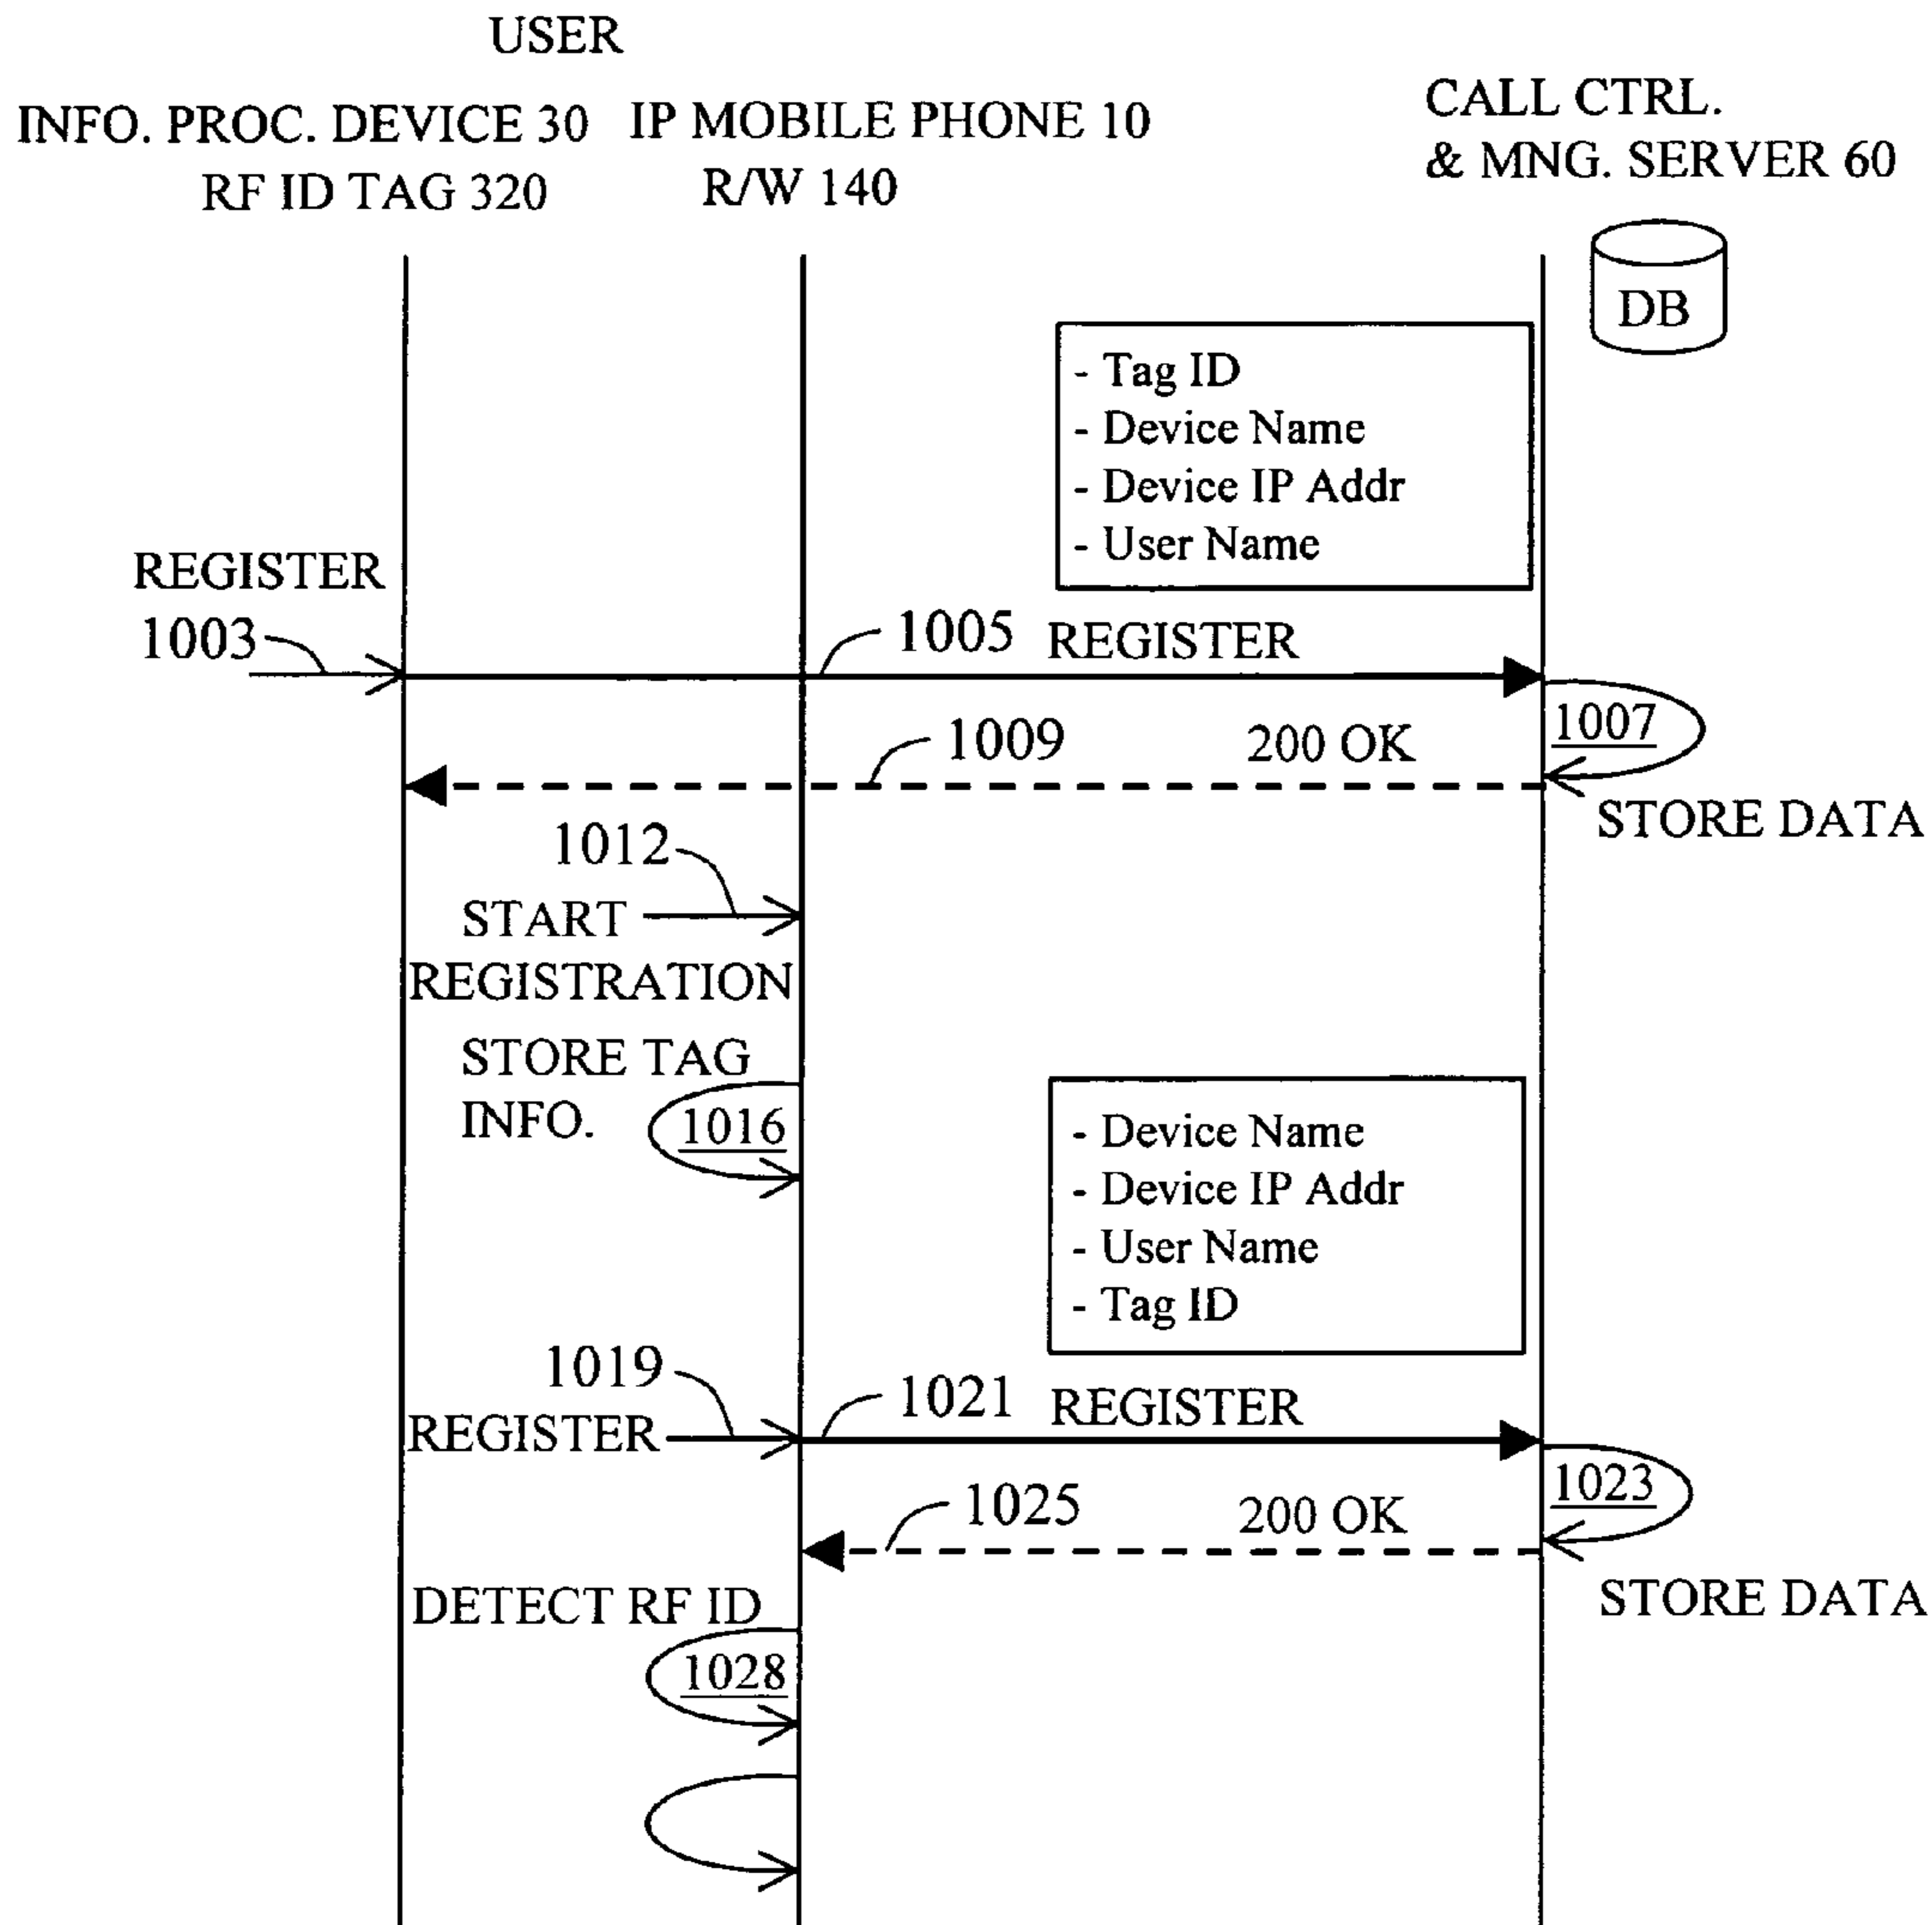 USER
INFO. PROC. DEVICE 30
RF ID TAG 320
IP MOBILE PHONE 10
R/W 140
CALL CTRL.
& MNG. SERVER 60
DB
- Tag ID
- Device Name
- Device IP Addr
- User Name
REGISTER
1003
1005 REGISTER
1007
1009 200 OK
STORE DATA
1012
START
REGISTRATION
STORE TAG
INFO.
1016
- Device Name
- Device IP Addr
- User Name
- Tag ID
1019
REGISTER
1021 REGISTER
1023
1025 200 OK
STORE DATA
DETECT RF ID
1028